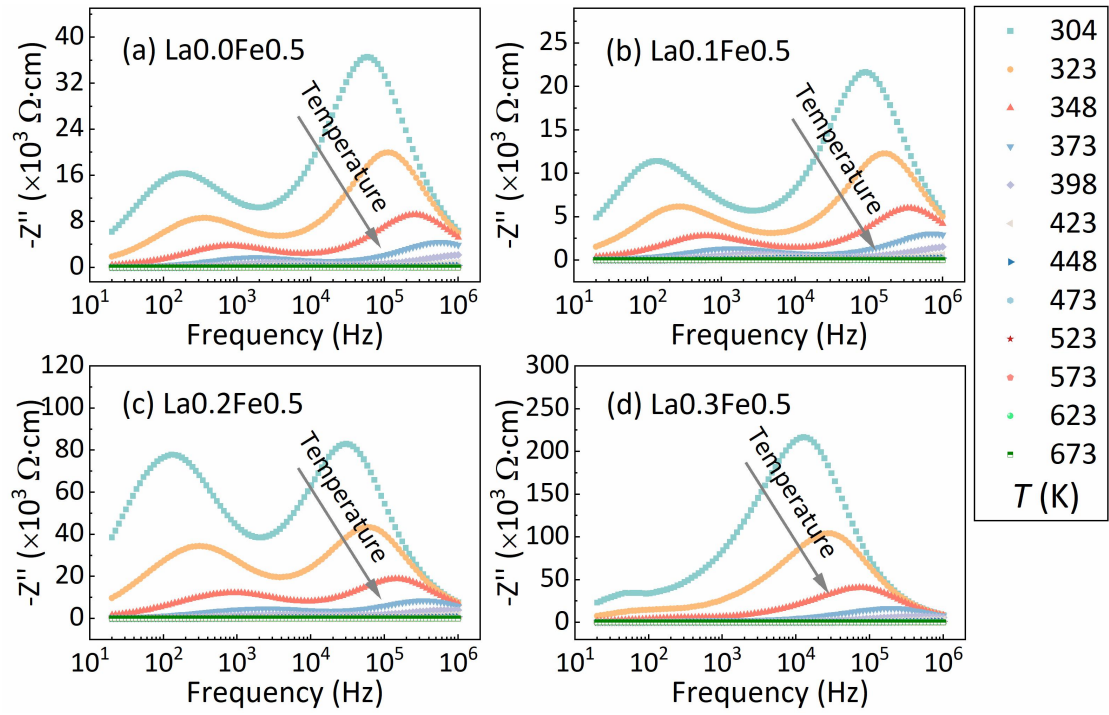 (a) La0.0Fe0.5
-Z'' (×10³ Ω·cm)
40
32
24
16
8
0
Temperature
10¹ 10² 10³ 10⁴ 10⁵ 10⁶
Frequency (Hz)
(b) La0.1Fe0.5
-Z'' (×10³ Ω·cm)
25
20
15
10
5
0
Temperature
10¹ 10² 10³ 10⁴ 10⁵ 10⁶
Frequency (Hz)
(c) La0.2Fe0.5
-Z'' (×10³ Ω·cm)
120
100
80
60
40
20
0
Temperature
10¹ 10² 10³ 10⁴ 10⁵ 10⁶
Frequency (Hz)
(d) La0.3Fe0.5
-Z'' (×10³ Ω·cm)
300
250
200
150
100
50
0
Temperature
10¹ 10² 10³ 10⁴ 10⁵ 10⁶
Frequency (Hz)
304
323
348
373
398
423
448
473
523
573
623
673
T (K)